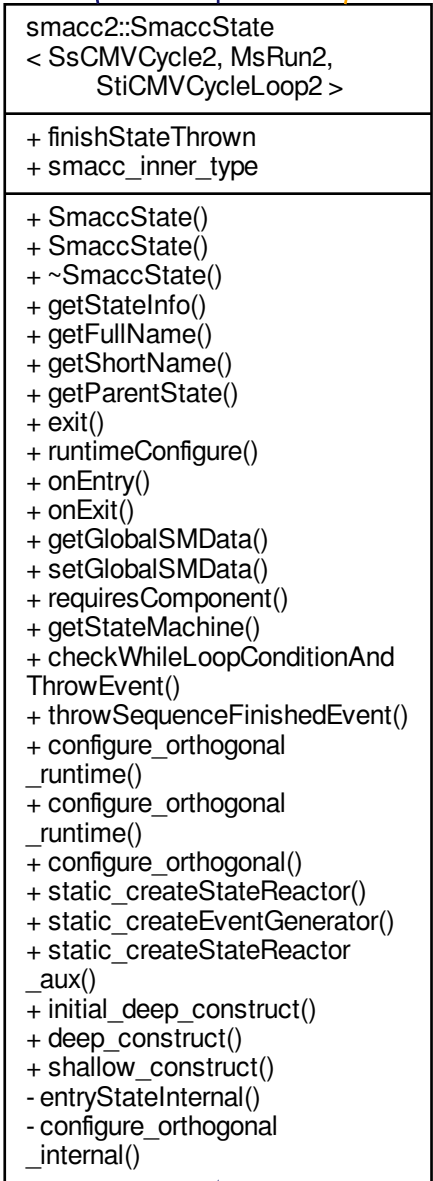 smacc2::SmaccState
< SsCMVCycle2, MsRun2,
StiCMVCycleLoop2 >
+ finishStateThrown
+ smacc_inner_type
+ SmaccState()
+ SmaccState()
+ ~SmaccState()
+ getStateInfo()
+ getFullName()
+ getShortName()
+ getParentState()
+ exit()
+ runtimeConfigure()
+ onEntry()
+ onExit()
+ getGlobalSMData()
+ setGlobalSMData()
+ requiresComponent()
+ getStateMachine()
+ checkWhileLoopConditionAnd
ThrowEvent()
+ throwSequenceFinishedEvent()
+ configure_orthogonal
_runtime()
+ configure_orthogonal
_runtime()
+ configure_orthogonal()
+ static_createStateReactor()
+ static_createEventGenerator()
+ static_createStateReactor
_aux()
+ initial_deep_construct()
+ deep_construct()
+ shallow_construct()
- entryStateInternal()
- configure_orthogonal
_internal()